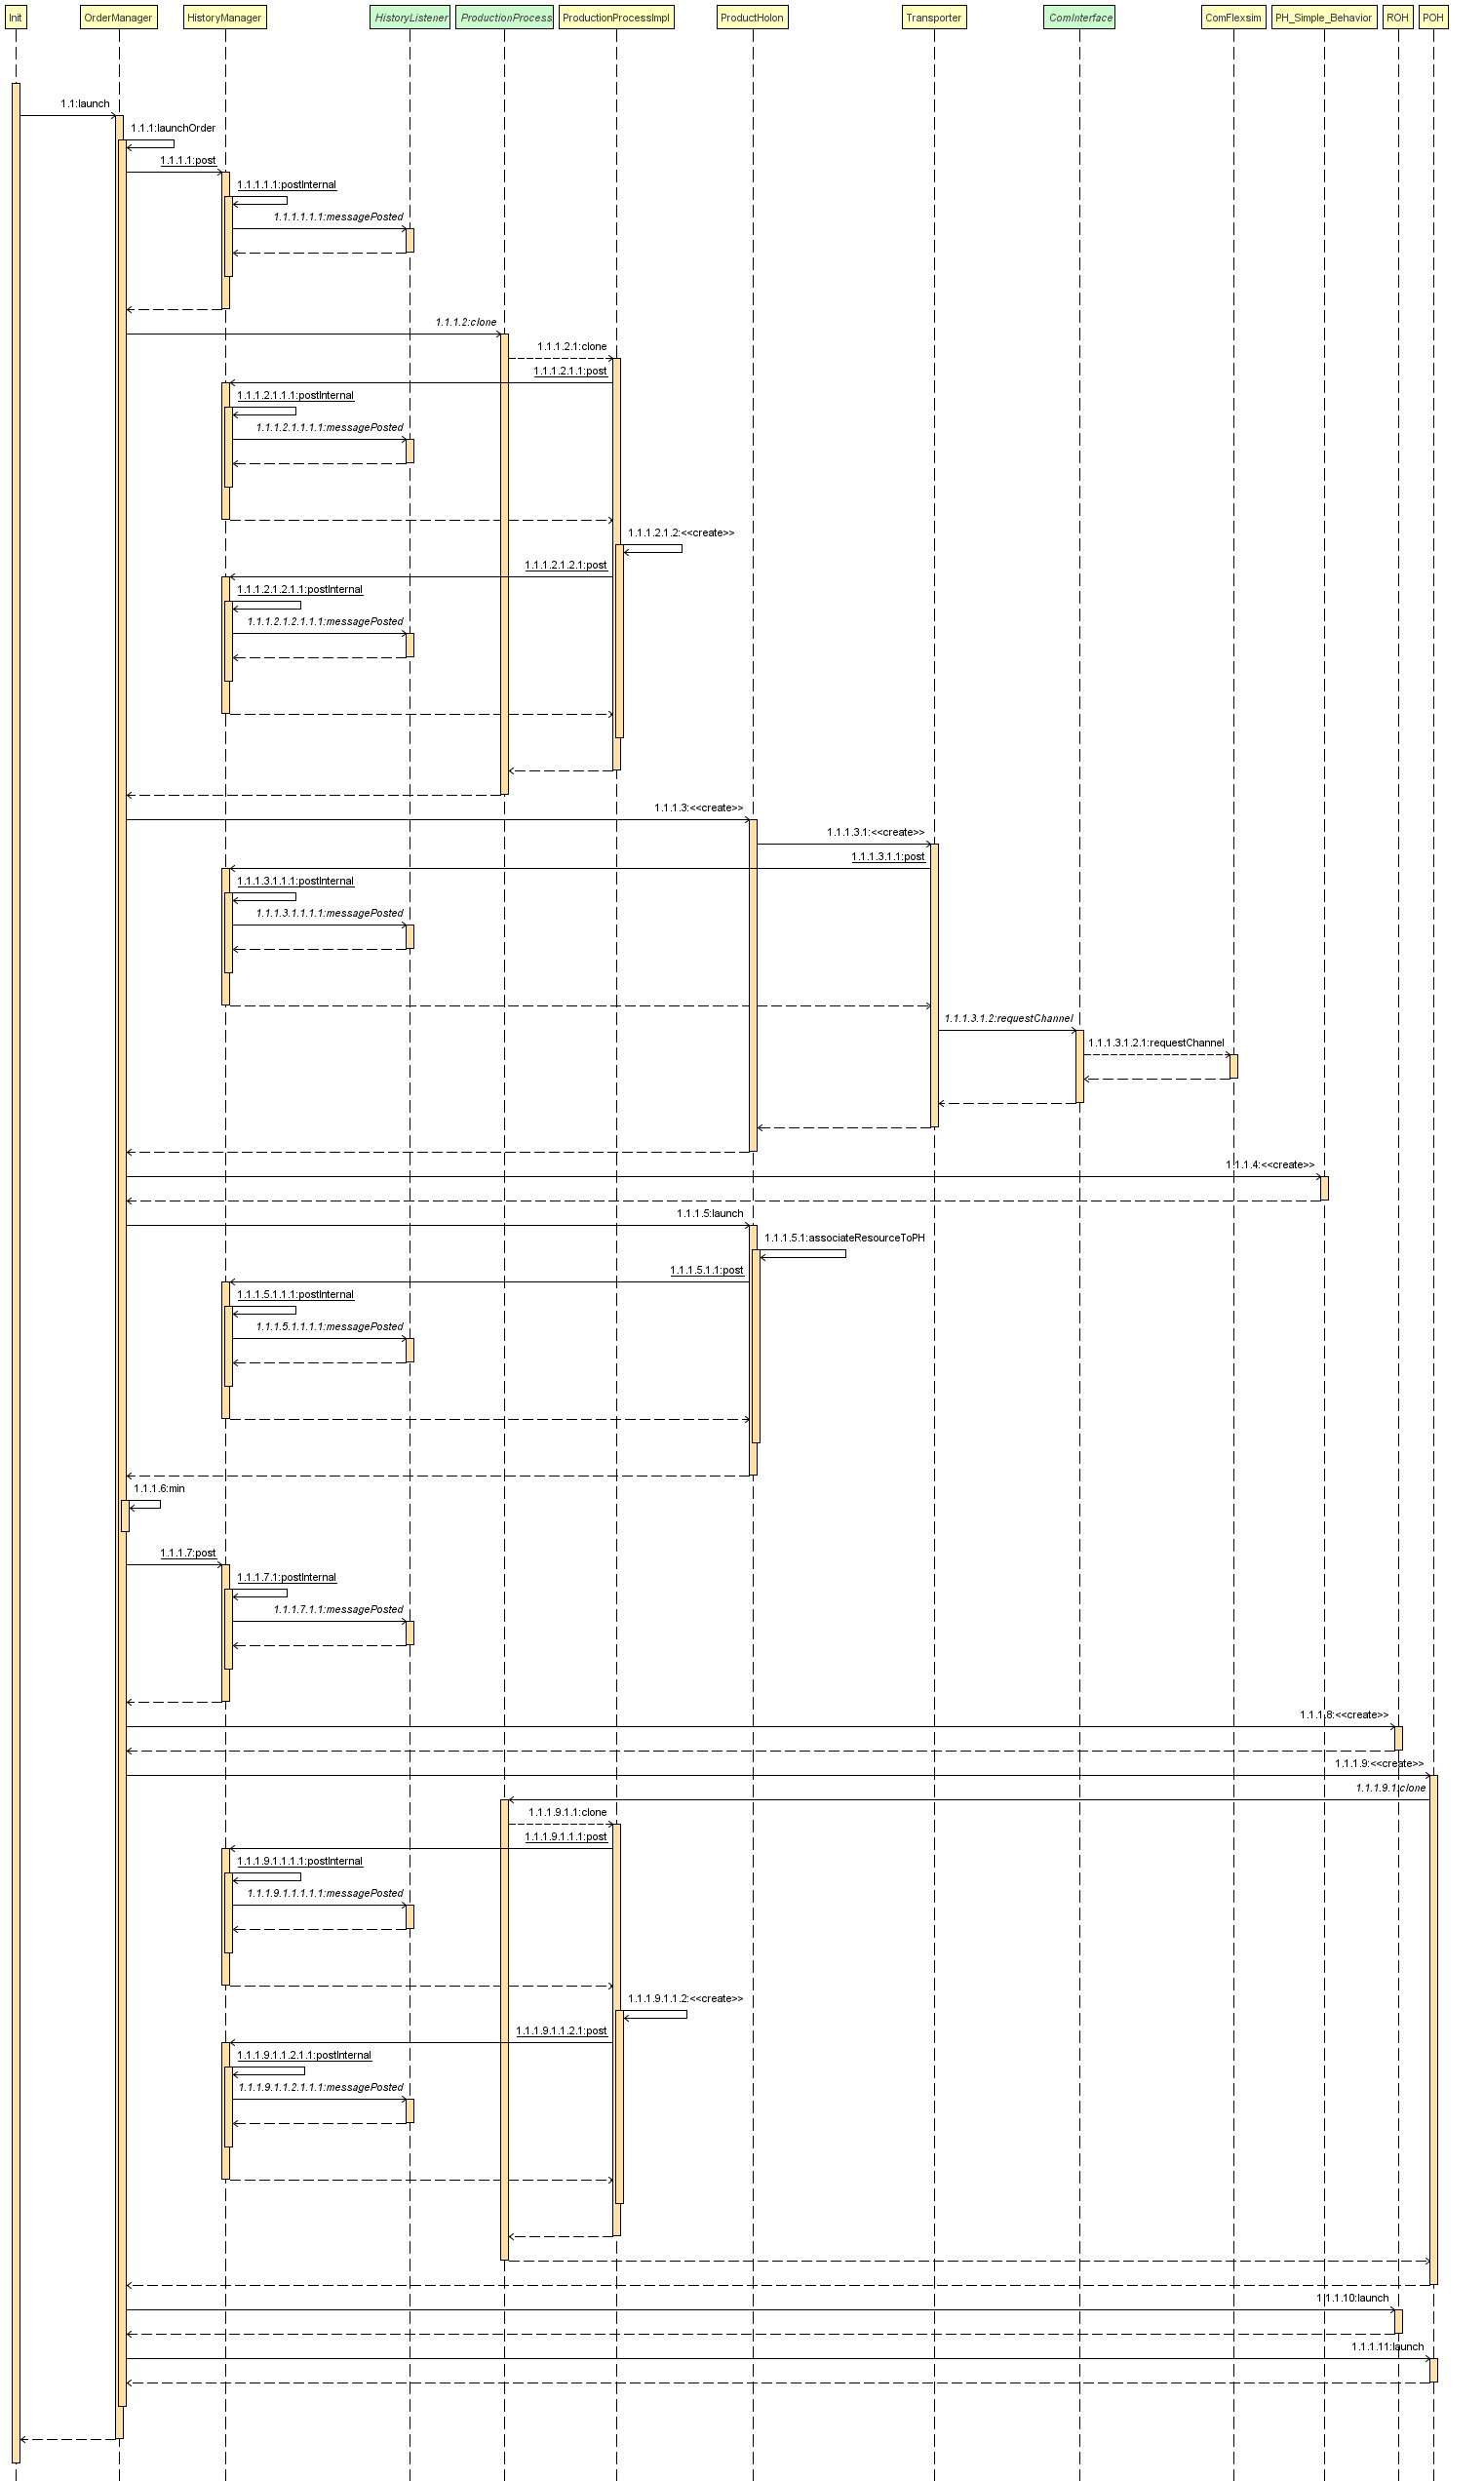 Init OrderManager HistoryManager HistoryListener ProductionProcess ProductionProcessImpl ProductHolon Transporter ComInterface ComFlexsim PH_Simple_Behavior ROH POH
1.1:launch
1.1.1:launchOrder
1.1.1.1:post
1.1.1.1.1:postInternal
1.1.1.1.1.1:messagePosted
1.1.1.2:clone
1.1.1.2.1:clone
1.1.1.2.1.1:post
1.1.1.2.1.1.1:postInternal
1.1.1.2.1.1.1.1:messagePosted
1.1.1.2.1.2:<<create>>
1.1.1.2.1.2.1:post
1.1.1.2.1.2.1.1:postInternal
1.1.1.2.1.2.1.1.1:messagePosted
1.1.1.3:<<create>>
1.1.1.3.1:<<create>>
1.1.1.3.1.1:post
1.1.1.3.1.1.1:postInternal
1.1.1.3.1.1.1.1:messagePosted
1.1.1.3.1.2:requestChannel
1.1.1.3.1.2.1:requestChannel
1.1.1.4:<<create>>
1.1.1.5:launch
1.1.1.5.1:associateResourceToPH
1.1.1.5.1.1:post
1.1.1.5.1.1.1:postInternal
1.1.1.5.1.1.1.1:messagePosted
1.1.1.6:min
1.1.1.7:post
1.1.1.7.1:postInternal
1.1.1.7.1.1:messagePosted
1.1.1.8:<<create>>
1.1.1.9:<<create>>
1.1.1.9.1:clone
1.1.1.9.1.1:clone
1.1.1.9.1.1.1:post
1.1.1.9.1.1.1.1:postInternal
1.1.1.9.1.1.1.1.1:messagePosted
1.1.1.9.1.1.2:<<create>>
1.1.1.9.1.1.2.1:post
1.1.1.9.1.1.2.1.1:postInternal
1.1.1.9.1.1.2.1.1.1:messagePosted
1.1.1.10:launch
1.1.1.11:launch